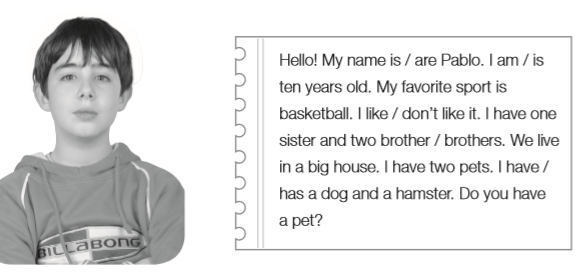 Hello! My name is / are Pablo. I am / is
ten years old. My favorite sport is
basketball. I like / don't like it. I have one
sister and two brother / brothers. We live
in a big house. I have two pets. I have /
has a dog and a hamster. Do you have
a pet?
BILLABONG